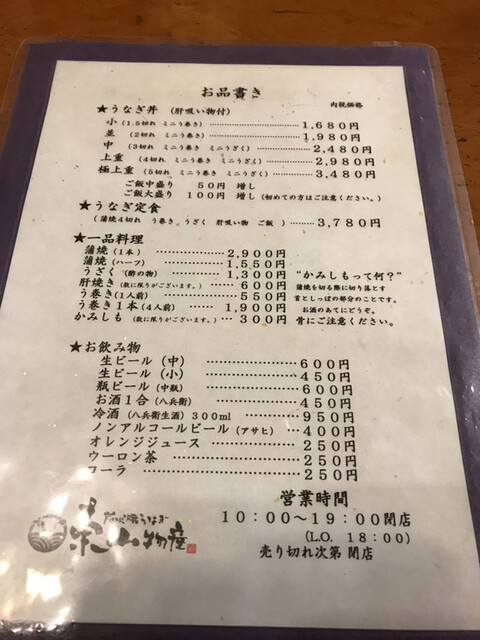 お品書き
内税価格
★うなぎ丼 (肝吸い物付)
小 (1.5切れ ミニう巻き) 1,680円
並 (2切れ ミニう巻き) 1,980円
中 (3切れ ミニう巻き ミニうざく) 2,480円
上重 (4切れ ミニう巻き ミニうざく) 2,980円
極上重 (5切れ ミニう巻き ミニうざく) 3,480円
ご飯中盛り 50円 増し
ご飯大盛り 100円 増し (初めての方はご注意ください。)
★うなぎ定食
(蒲焼4切れ う巻き うざく 肝吸い物 ご飯) 3,780円
★一品料理
蒲焼 (1本) 2,900円
蒲焼 (ハーフ) 1,550円
うざく (酢の物) 1,300円
肝焼き (数に限りがございます。) 600円
う巻き (1人前) 550円
う巻き1本 (4人前) 1,900円
かみしも (数に限りがございます。) 300円
"かみしもって何?"
蒲焼を切る際に切り落とす
首としっぽの部分のことです。
お酒のあてにどうぞ。
骨にご注意ください。
★お飲み物
生ビール (中) 600円
生ビール (小) 450円
瓶ビール (中瓶) 600円
お酒1合 (八兵衛) 450円
冷酒 (八兵衛生酒) 300ml 950円
ノンアルコールビール (アサヒ) 400円
オレンジジュース 250円
ウーロン茶 250円
コーラ 250円
営業時間
10:00~19:00閉店
(L.O. 18:00)
売り切れ次第 閉店
山物産